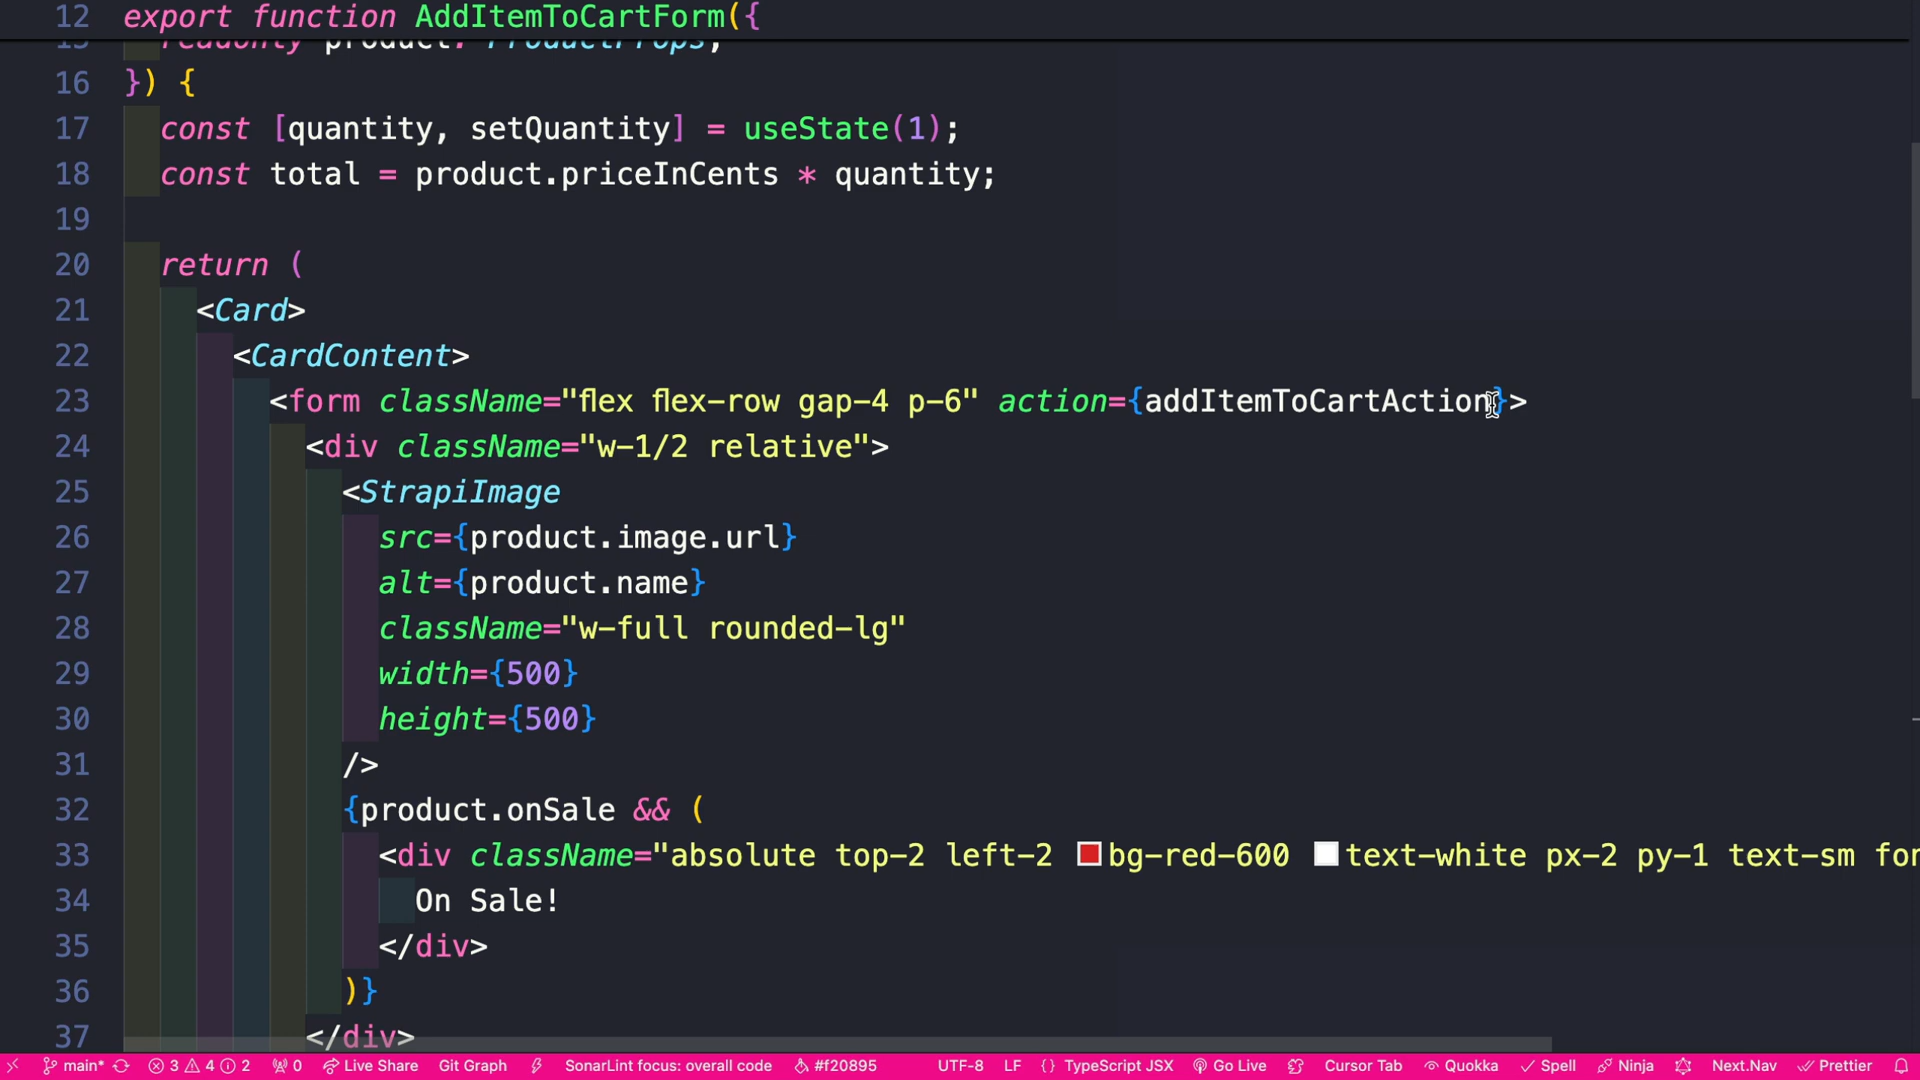 12 export function AddItemToCartForm({
15 readonly product: ProductProps;
16 }) {
17 const [quantity, setQuantity] = useState(1);
18 const total = product.priceInCents * quantity;
19
20 return (
21 <Card>
22 <CardContent>
23 <form className="flex flex-row gap-4 p-6" action={addItemToCartAction}>
24 <div className="w-1/2 relative">
25 <StrapiImage
26 src={product.image.url}
27 alt={product.name}
28 className="w-full rounded-lg"
29 width={500}
30 height={500}
31 />
32 {product.onSale && (
33 <div className="absolute top-2 left-2 bg-red-600 text-white px-2 py-1 text-sm for
34 On Sale!
35 </div>
36 )}
37 </div>
main* 3 4 2 0 Live Share Git Graph SonarLint focus: overall code #f20895 UTF-8 LF {} TypeScript JSX Go Live Cursor Tab Quokka Spell Ninja Next.Nav Prettier